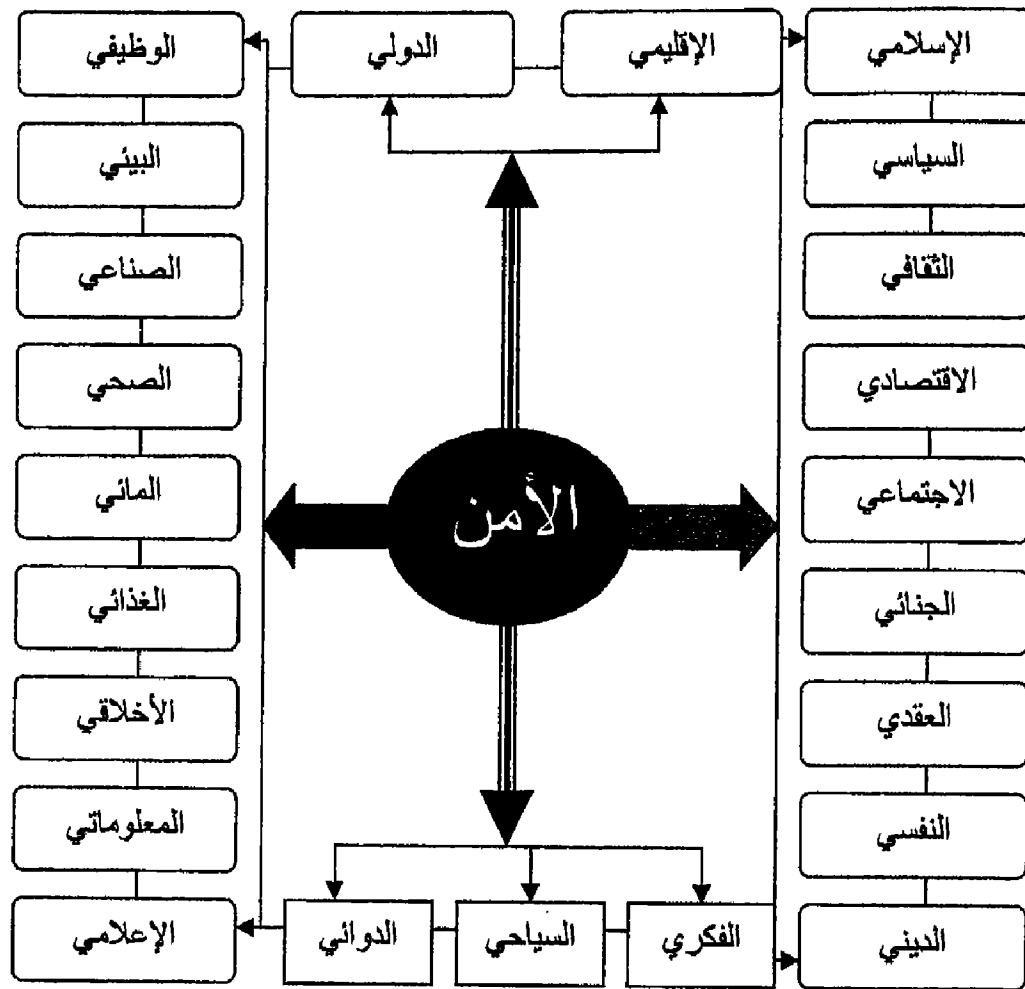 الإسلامي
الإقليمي
الدولي
الوظيفي
السياسي
البيئي
الثقافي
الصناعي
الاقتصادي
الصحي
الأمن
الاجتماعي
المائي
الجنائي
الغذائي
العقدي
الأخلاقي
النفسي
المعلوماتي
الديني
الفكري
السياحي
الدوائي
الإعلامي